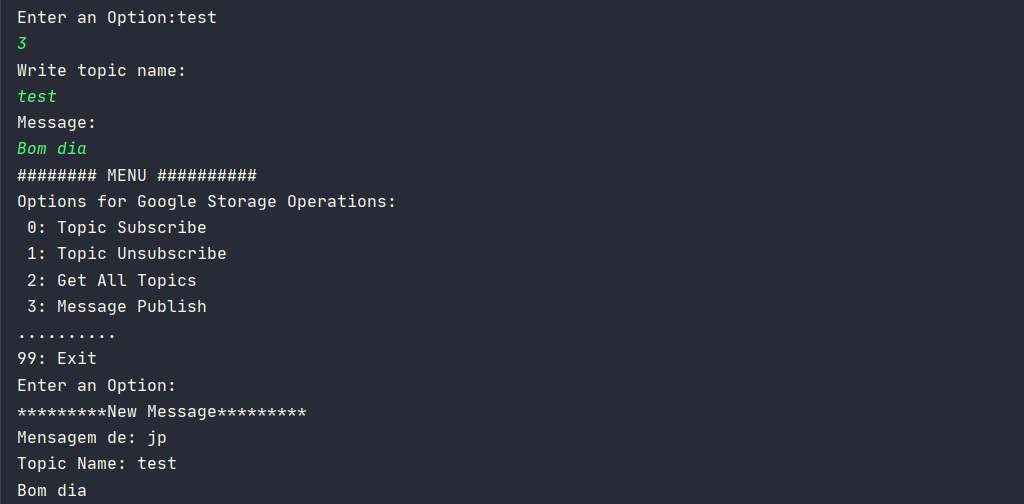 Enter an Option:test
3
Write topic name:
test
Message:
Bom dia
######## MENU ##########
Options for Google Storage Operations:
 0: Topic Subscribe
 1: Topic Unsubscribe
 2: Get All Topics
 3: Message Publish
..........
99: Exit
Enter an Option:
*********New Message*********
Mensagem de: jp
Topic Name: test
Bom dia